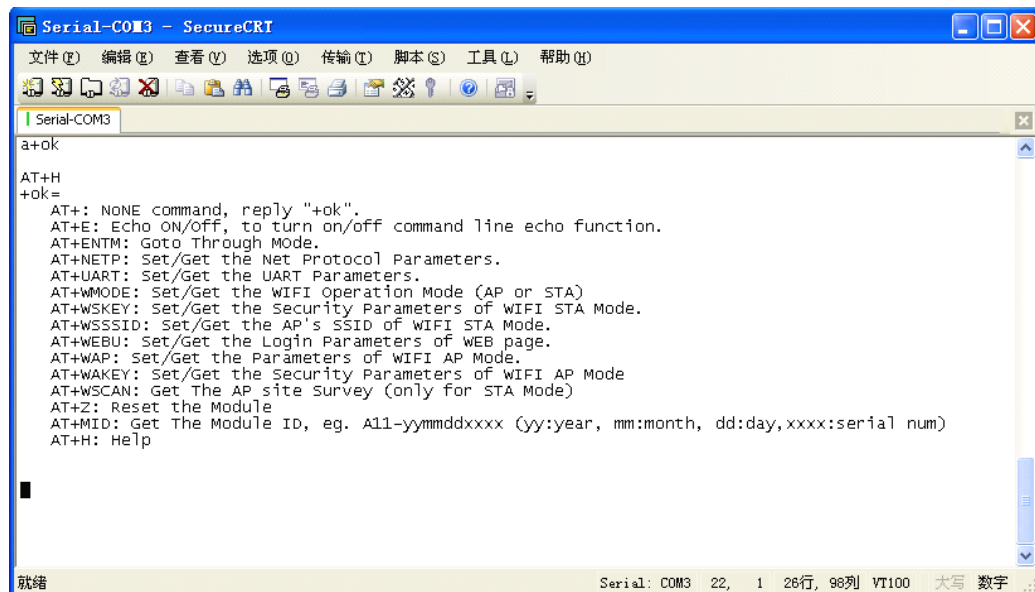 Serial-COM3 - SecureCRT
文件(F) 编辑(E) 查看(V) 选项(O) 传输(T) 脚本(S) 工具(L) 帮助(H)
Serial-COM3
a+ok
AT+H
+ok=
AT+: NONE command, reply "+ok".
AT+E: Echo ON/Off, to turn on/off command line echo function.
AT+ENTM: Goto Through MOde.
AT+NETP: Set/Get the Net Protocol Parameters.
AT+UART: Set/Get the UART Parameters.
AT+WMODE: Set/Get the WIFI Operation Mode (AP or STA)
AT+WSKEY: Set/Get the Security Parameters of WIFI STA Mode.
AT+WSSSID: Set/Get the AP's SSID of WIFI STA Mode.
AT+WEBU: Set/Get the Login Parameters of WEB page.
AT+WAP: Set/Get the Parameters of WIFI AP Mode.
AT+WAKEY: Set/Get the Security Parameters of WIFI AP Mode
AT+WSCAN: Get The AP site Survey (only for STA Mode)
AT+Z: Reset the Module
AT+MID: Get The Module ID, eg. A11-yymmddxxxx (yy:year, mm:month, dd:day,xxxx:serial num)
AT+H: Help
就绪 Serial: COM3 22, 1 26行, 98列 VT100 大写 数字